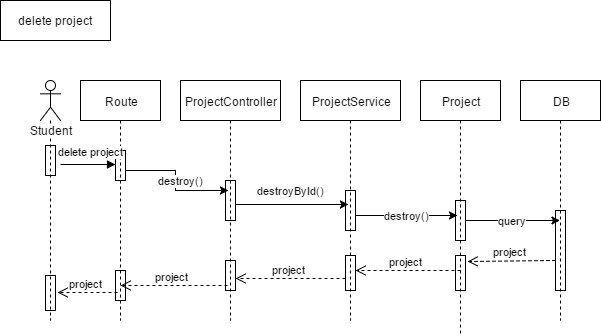 delete project
Route
ProjectController
ProjectService
Project
DB
Student
delete project
destroy()
destroyById()
destroy()
query
project
project
project
project
project